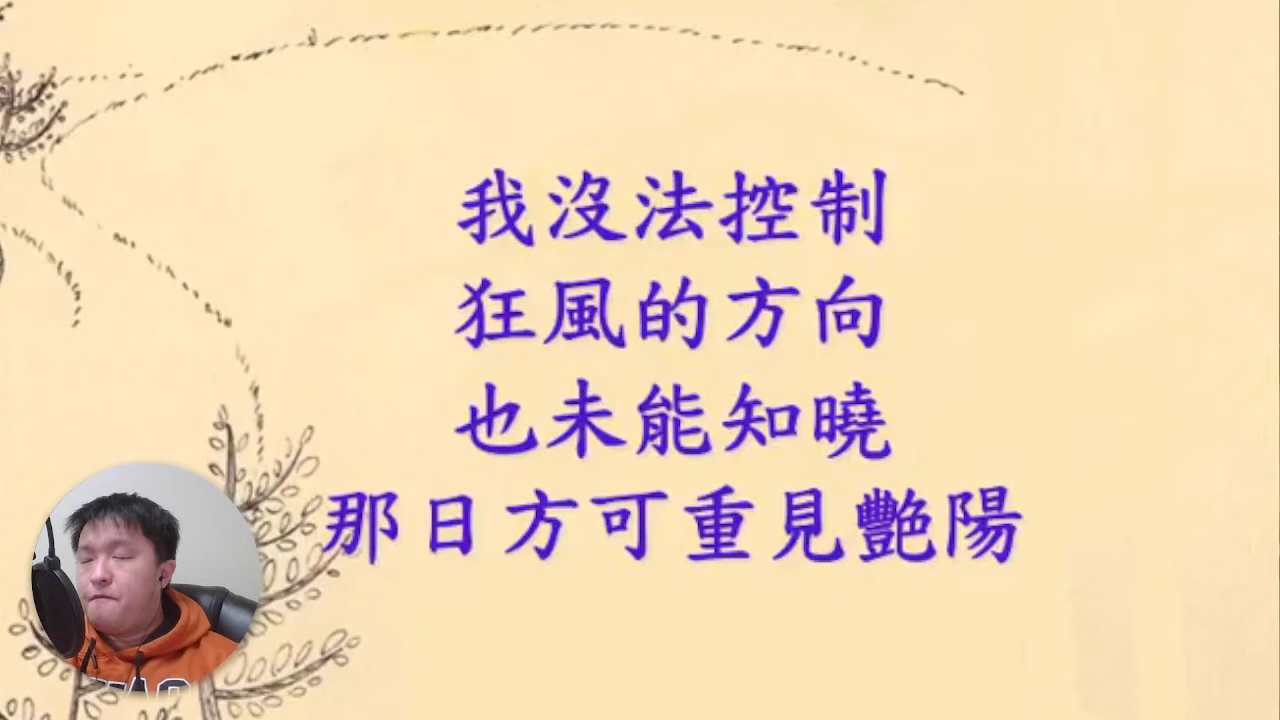 我沒法控制
狂風的方向
也未能知曉
那日方可重見艷陽